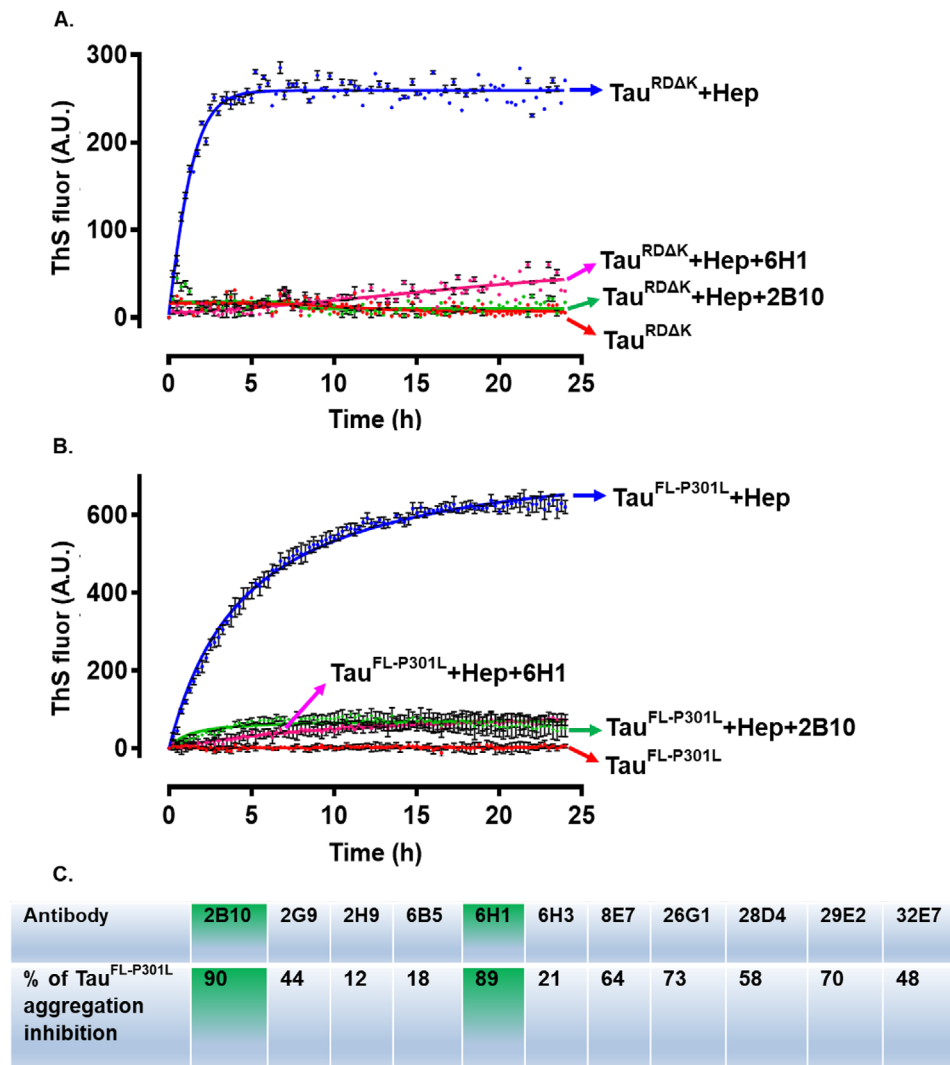 A.
300
200
100
0
ThS fluor (A.U.)
0 5 10 15 20 25
Time (h)
Tau^RDΔK+Hep
Tau^RDΔK+Hep+6H1
Tau^RDΔK+Hep+2B10
Tau^RDΔK
B.
600
400
200
0
ThS fluor (A.U.)
0 5 10 15 20 25
Time (h)
Tau^FL-P301L+Hep
Tau^FL-P301L+Hep+6H1
Tau^FL-P301L+Hep+2B10
Tau^FL-P301L
C.
Antibody 2B10 2G9 2H9 6B5 6H1 6H3 8E7 26G1 28D4 29E2 32E7
% of Tau^FL-P301L 90 44 12 18 89 21 64 73 58 70 48
aggregation
inhibition